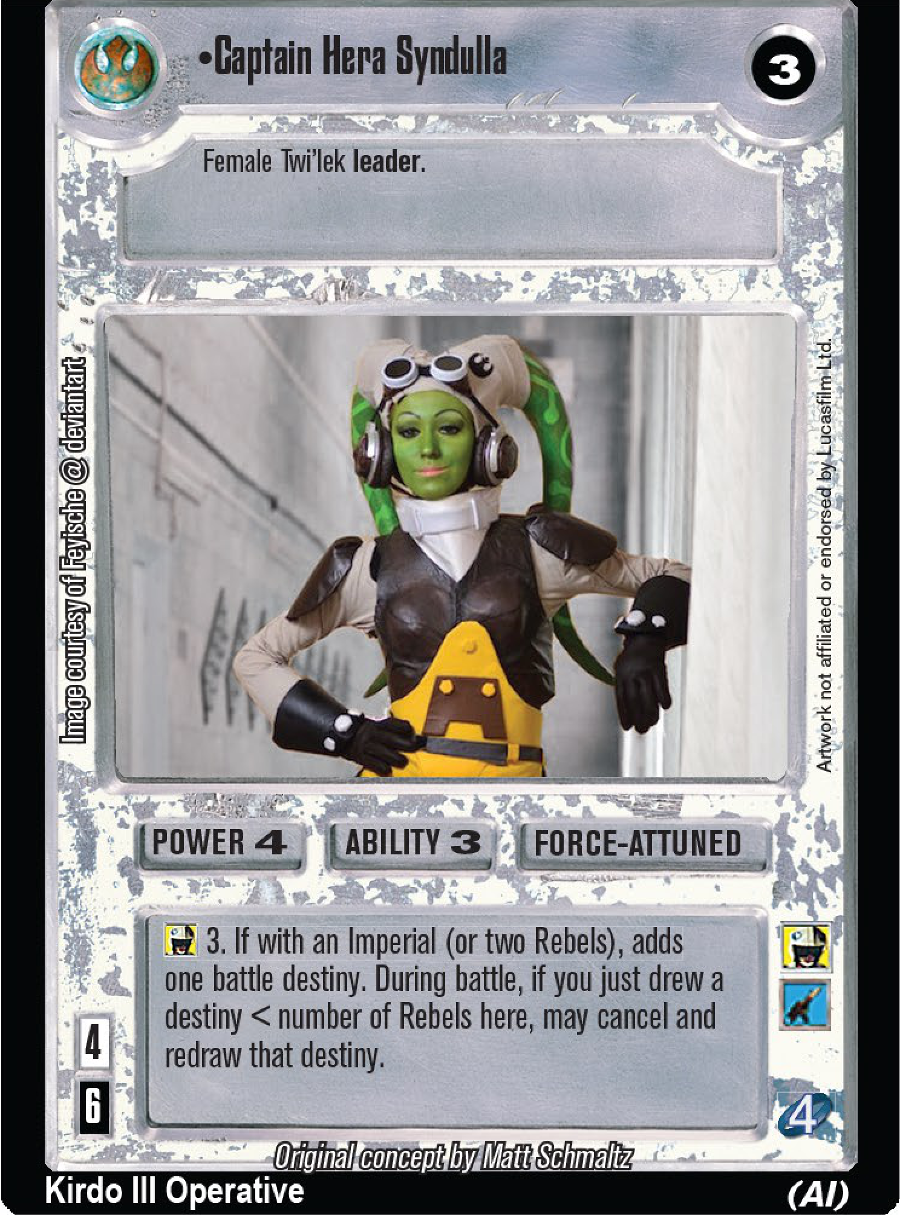 •Captain Hera Syndulla
3
Female Twi'lek leader.
Image courtesy of Feyische @ deviantart
Artwork not affiliated or endorsed by Lucasfilm Ltd.
POWER 4
ABILITY 3
FORCE-ATTUNED
3. If with an Imperial (or two Rebels), adds
one battle destiny. During battle, if you just drew a
destiny < number of Rebels here, may cancel and
redraw that destiny.
4
6
4
Original concept by Matt Schmaltz
Kirdo III Operative
(AI)